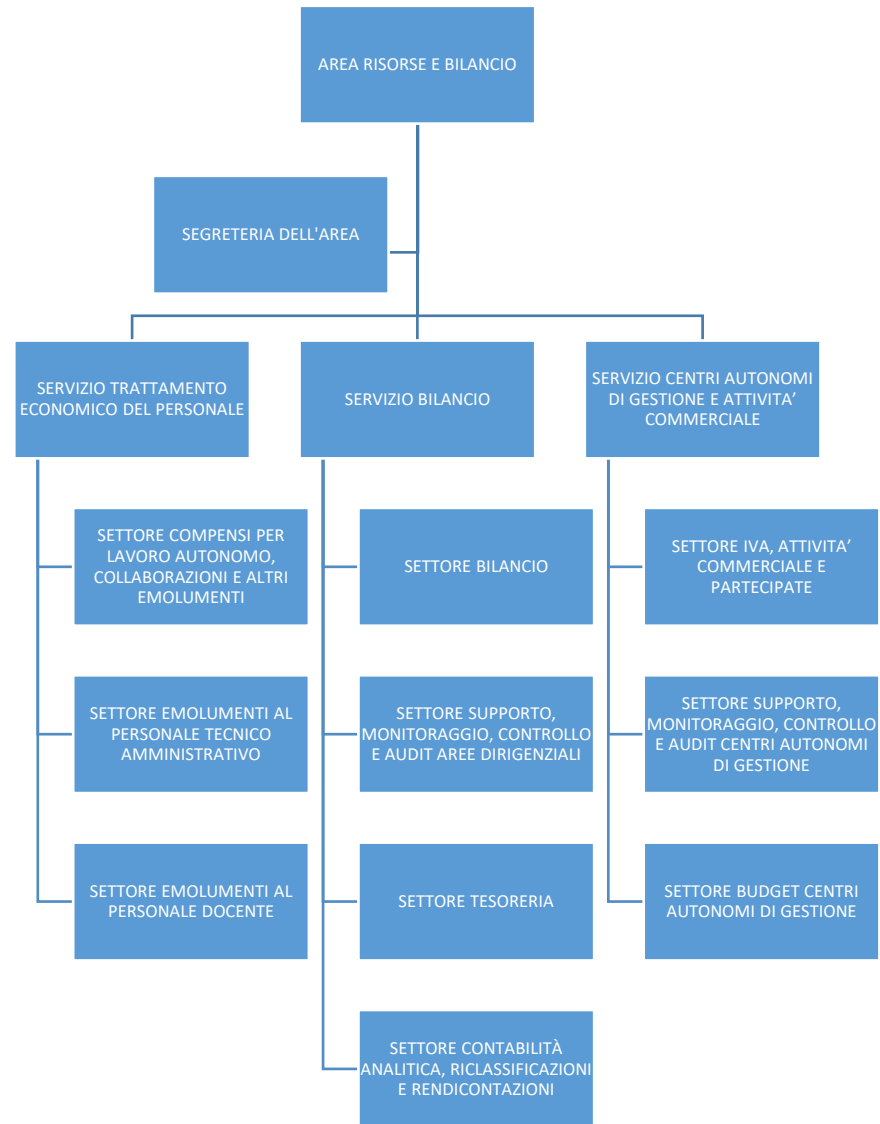 AREA RISORSE E BILANCIO
SEGRETERIA DELL'AREA
SERVIZIO TRATTAMENTO
ECONOMICO DEL PERSONALE
SERVIZIO BILANCIO
SERVIZIO CENTRI AUTONOMI
DI GESTIONE E ATTIVITA’
COMMERCIALE
SETTORE COMPENSI PER
LAVORO AUTONOMO,
COLLABORAZIONI E ALTRI
EMOLUMENTI
SETTORE BILANCIO
SETTORE IVA, ATTIVITA’
COMMERCIALE E
PARTECIPATE
SETTORE EMOLUMENTI AL
PERSONALE TECNICO
AMMINISTRATIVO
SETTORE SUPPORTO,
MONITORAGGIO, CONTROLLO
E AUDIT AREE DIRIGENZIALI
SETTORE SUPPORTO,
MONITORAGGIO, CONTROLLO
E AUDIT CENTRI AUTONOMI
DI GESTIONE
SETTORE EMOLUMENTI AL
PERSONALE DOCENTE
SETTORE TESORERIA
SETTORE BUDGET CENTRI
AUTONOMI DI GESTIONE
SETTORE CONTABILITÀ
ANALITICA, RICLASSIFICAZIONI
E RENDICONTAZIONI